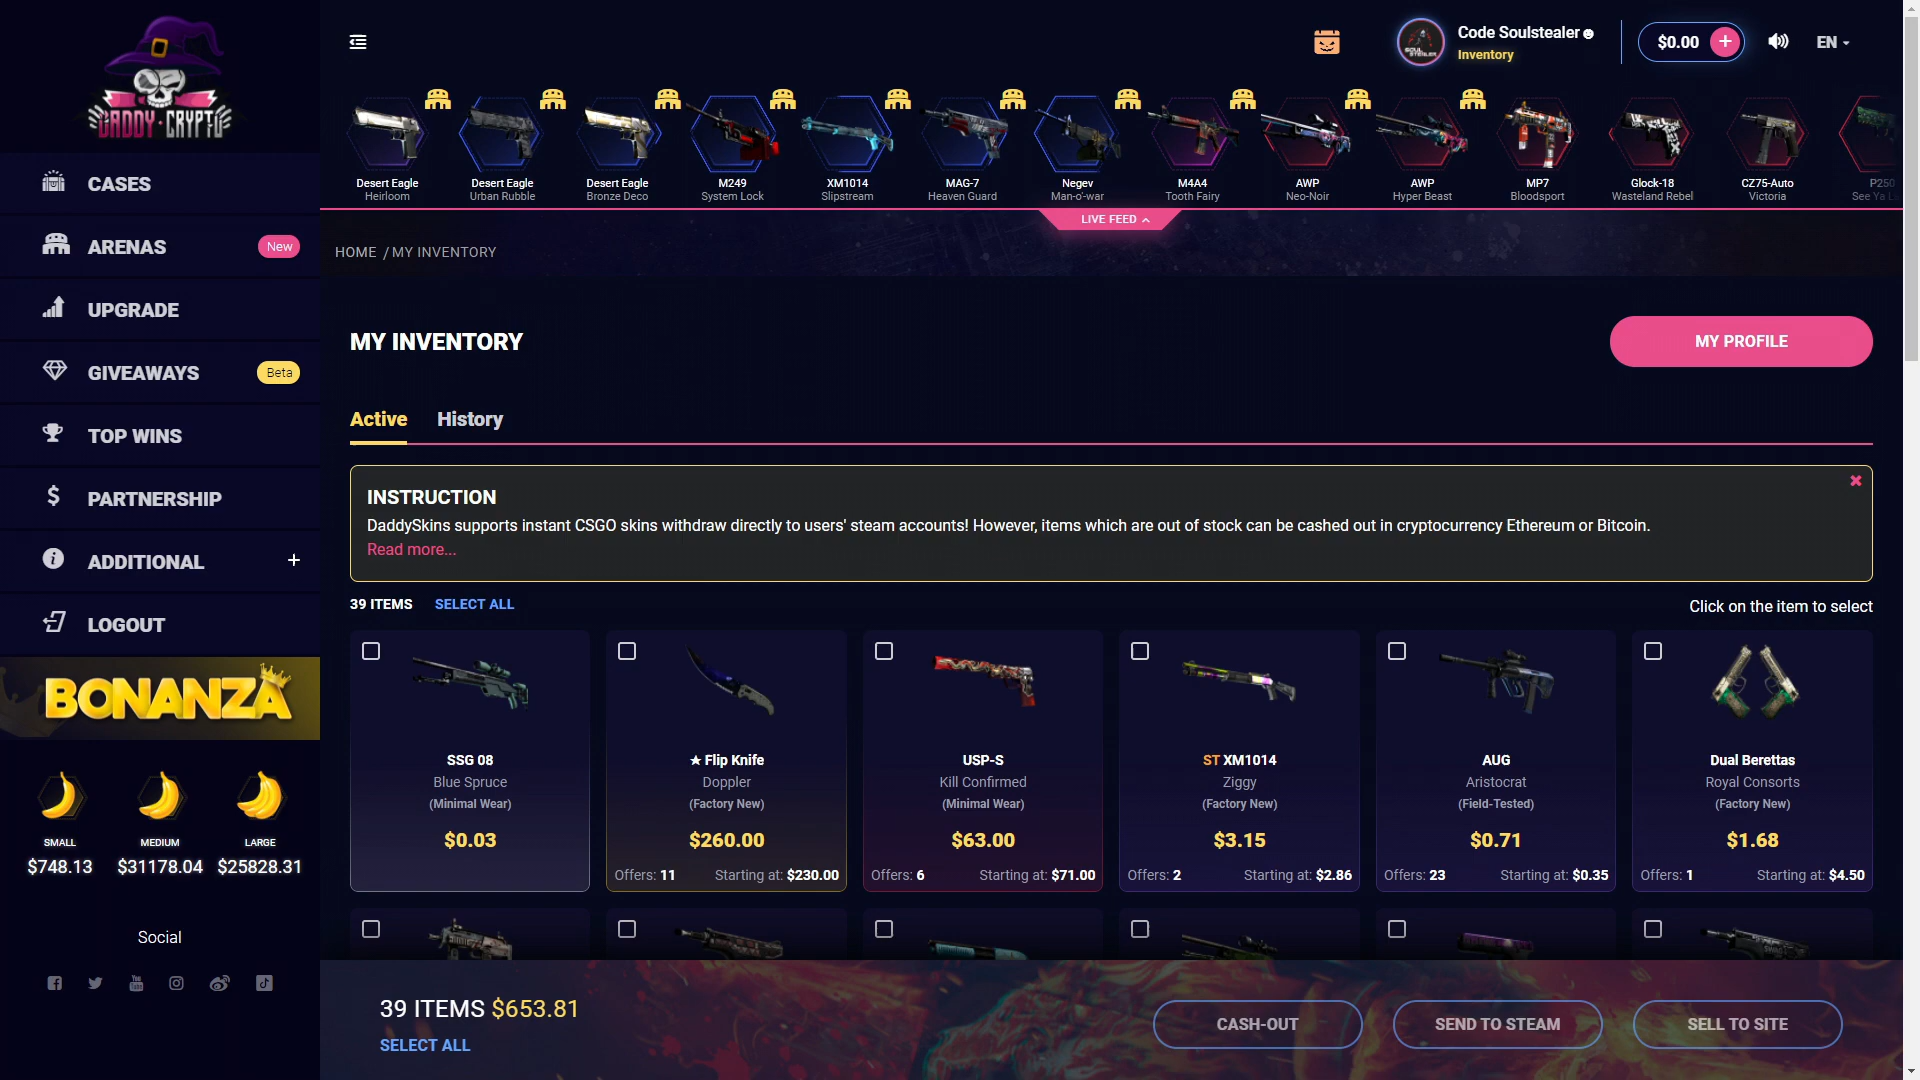 DADDY CRYPTO
CASES
ARENAS New
UPGRADE
GIVEAWAYS Beta
TOP WINS
PARTNERSHIP $
ADDITIONAL +
LOGOUT
BONANZA
SMALL MEDIUM LARGE
$748.13 $31178.04 $25828.31
Social
Code Soulstealer
Inventory
$0.00 +
EN
Desert Eagle
Heirloom
Desert Eagle
Urban Rubble
Desert Eagle
Bronze Deco
M249
System Lock
XM1014
Slipstream
MAG-7
Heaven Guard
Negev
Man-o'-war
M4A4
Tooth Fairy
AWP
Neo-Noir
AWP
Hyper Beast
MP7
Bloodsport
Glock-18
Wasteland Rebel
CZ75-Auto
Victoria
P250
See Ya
LIVE FEED
HOME / MY INVENTORY
MY INVENTORY
MY PROFILE
Active History
INSTRUCTION
DaddySkins supports instant CSGO skins withdraw directly to users' steam accounts! However, items which are out of stock can be cashed out in cryptocurrency Ethereum or Bitcoin.
Read more...
39 ITEMS SELECT ALL
Click on the item to select
SSG 08
Blue Spruce
(Minimal Wear)
$0.03
★ Flip Knife
Doppler
(Factory New)
$260.00
Offers: 11 Starting at: $230.00
USP-S
Kill Confirmed
(Minimal Wear)
$63.00
Offers: 6 Starting at: $71.00
ST XM1014
Ziggy
(Factory New)
$3.15
Offers: 2 Starting at: $2.86
AUG
Aristocrat
(Field-Tested)
$0.71
Offers: 23 Starting at: $0.35
Dual Berettas
Royal Consorts
(Factory New)
$1.68
Offers: 1 Starting at: $4.50
39 ITEMS $653.81
SELECT ALL
CASH-OUT
SEND TO STEAM
SELL TO SITE